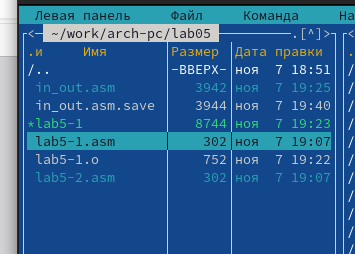 Левая панель Файл Команда На
<─ ~/work/arch-pc/lab05 .[^]>
.и Имя Размер Дата правки
/.. -ВВЕРХ- ноя 7 18:51
in_out.asm 3942 ноя 7 19:25
in_out.asm.save 3944 ноя 7 19:40
*lab5-1 8744 ноя 7 19:23
lab5-1.asm 302 ноя 7 19:07
lab5-1.o 752 ноя 7 19:22
lab5-2.asm 302 ноя 7 19:07